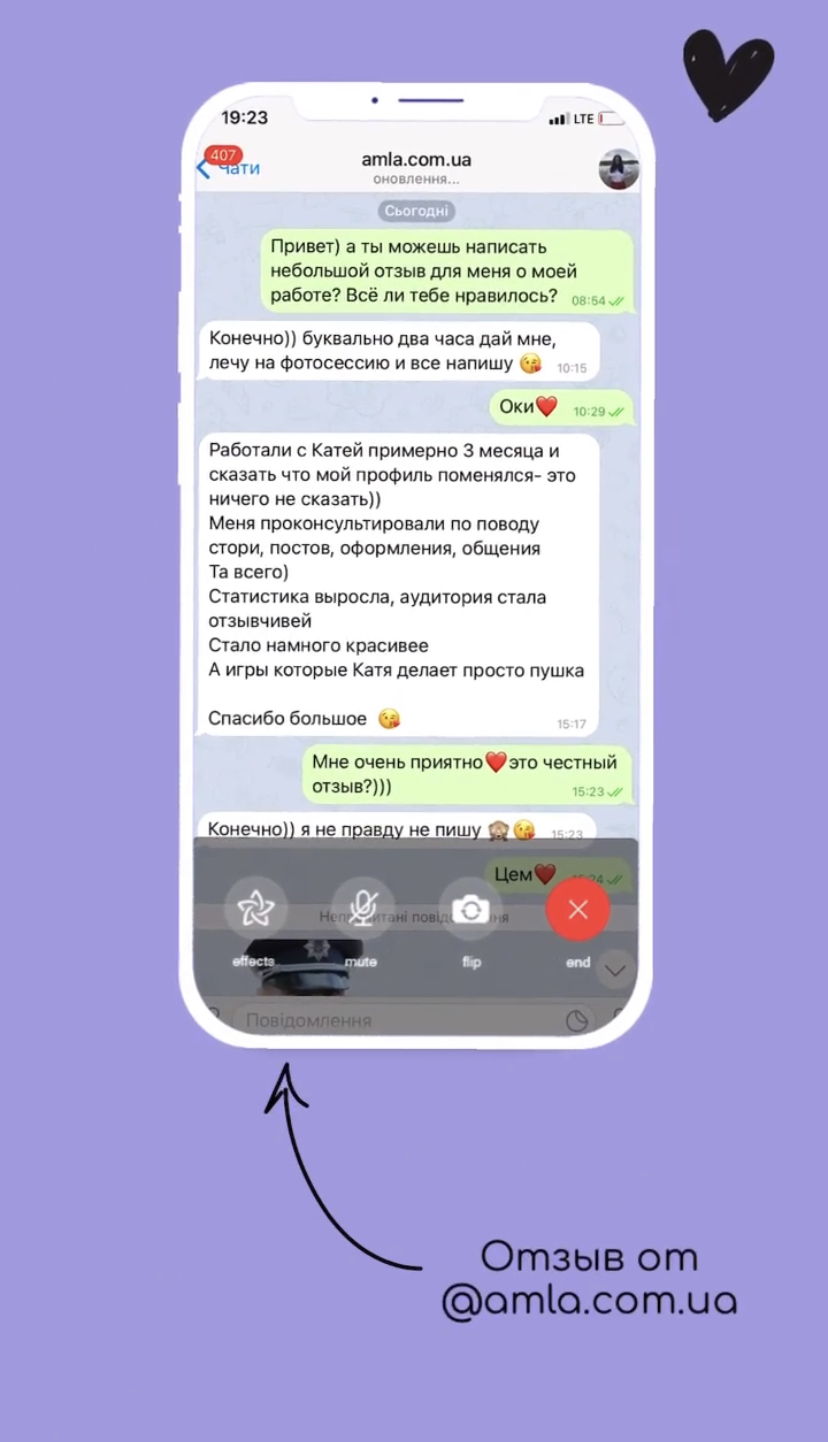 19:23
LTE
407
Чати
amla.com.ua
оновлення...
Сьогодні
Привет) а ты можешь написать
небольшой отзыв для меня о моей
работе? Всё ли тебе нравилось?
08:54
Конечно)) буквально два часа дай мне,
лечу на фотосессию и все напишу 😘
10:15
Оки❤️
10:29
Работали с Катей примерно 3 месяца и
сказать что мой профиль поменялся- это
ничего не сказать))
Меня проконсультировали по поводу
стори, постов, оформления, общения
Та всего)
Статистика выросла, аудитория стала
отзывчивей
Стало намного красивее
А игры которые Катя делает просто пушка
Спасибо большое 😘
15:17
Мне очень приятно❤️это честный
отзыв?)))
15:23
Конечно)) я не правду не пишу 🙈😘
15:23
Цем❤️
effects
mute
flip
end
Повідомлення
Отзыв от
@amla.com.ua